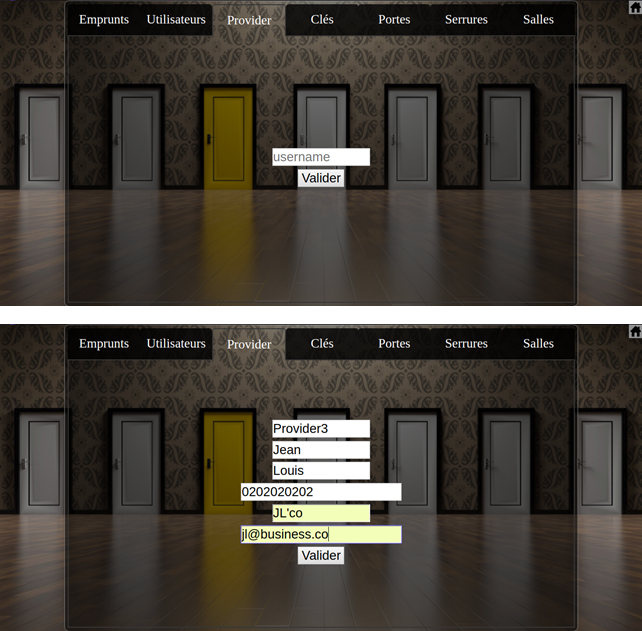 Emprunts Utilisateurs Provider Clés Portes Serrures Salles
username
Valider
Emprunts Utilisateurs Provider Clés Portes Serrures Salles
Provider3
Jean
Louis
0202020202
JL'co
jl@business.co
Valider